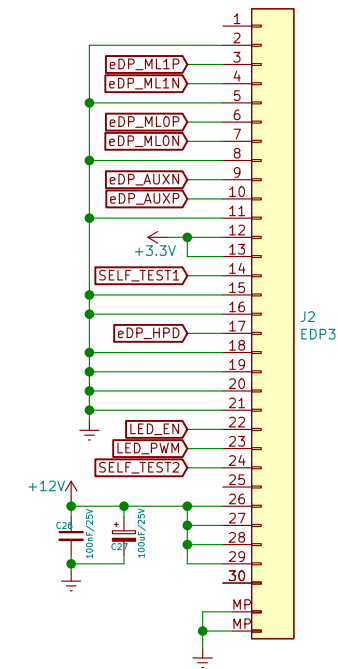 1
2
eDP_ML1P 3
eDP_ML1N 4
5
eDP_ML0P 6
eDP_ML0N 7
8
eDP_AUXN 9
eDP_AUXP 10
11
12
+3.3V 13
SELF_TEST1 14
15
16
J2
eDP_HPD 17
EDP3
18
19
20
21
LED_EN 22
LED_PWM 23
SELF_TEST2 24
+12V 25
26
C26 100nF/25V + C27 100nF/25V 27
28
29
30
MP
MP